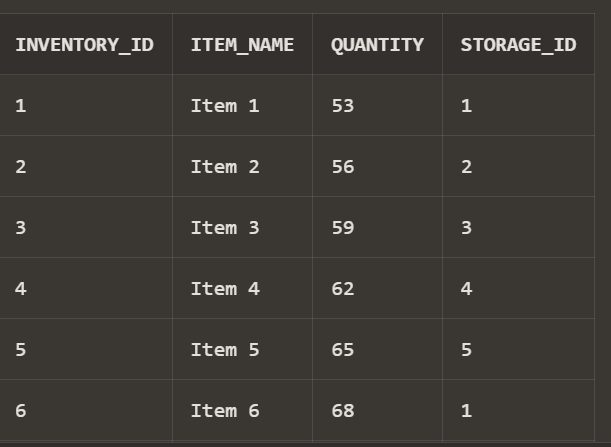 INVENTORY_ID ITEM_NAME QUANTITY STORAGE_ID
1 Item 1 53 1
2 Item 2 56 2
3 Item 3 59 3
4 Item 4 62 4
5 Item 5 65 5
6 Item 6 68 1